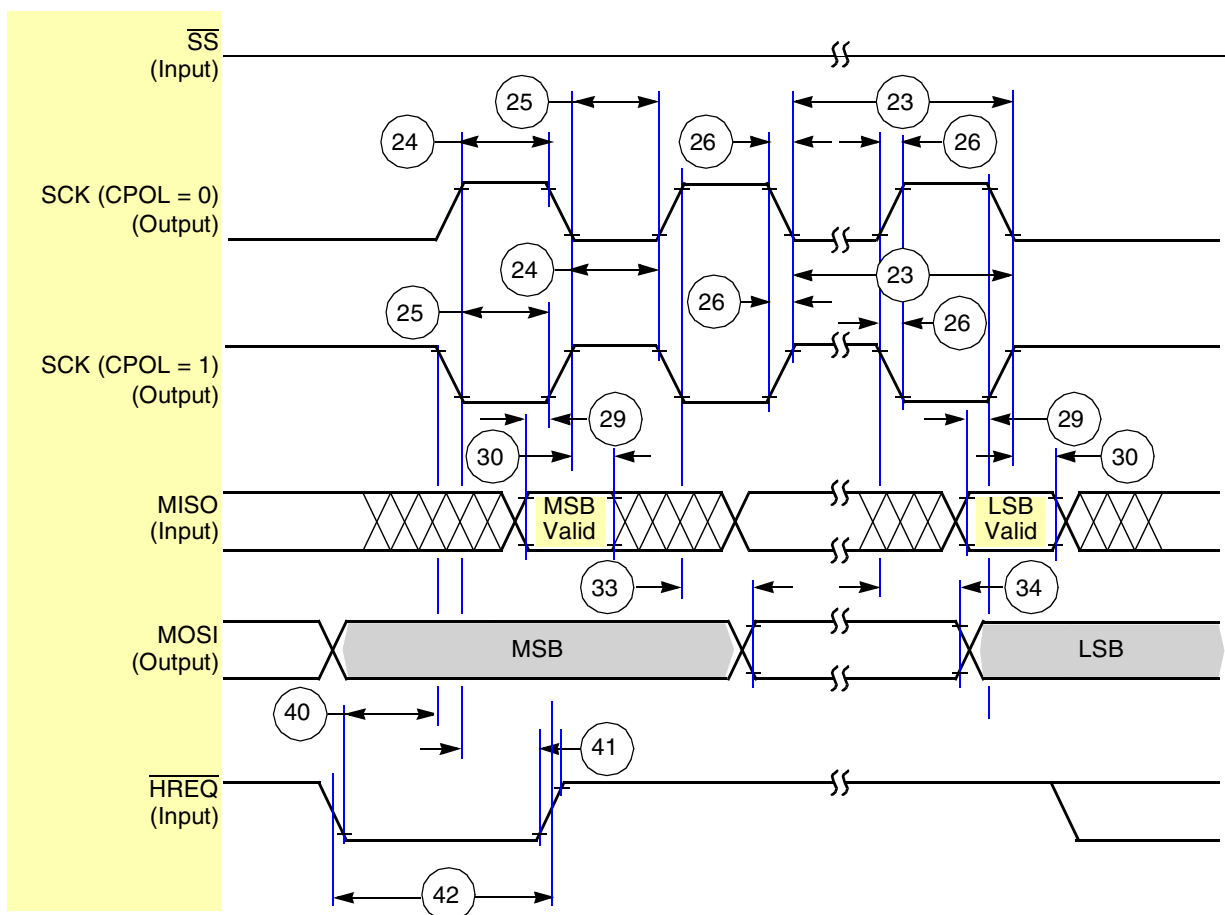 SS
(Input)
25
23
24
26
26
SCK (CPOL = 0)
(Output)
24
23
25
26
26
SCK (CPOL = 1)
(Output)
29
29
30
30
MISO
(Input)
MSB
Valid
LSB
Valid
33
34
MOSI
(Output)
MSB
LSB
40
41
HREQ
(Input)
42